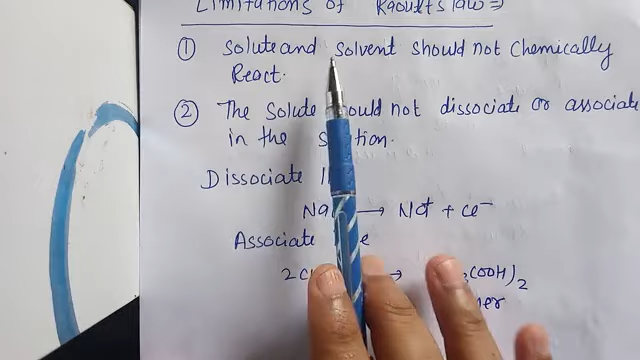 Limitations of Raoult's law ⇒
① Solute and solvent should not chemically
React.
② The solute should not dissociate or associate
in the solution.
Dissociate
Na → Na⁺ + Cl⁻
Associate
2C → COOH)₂